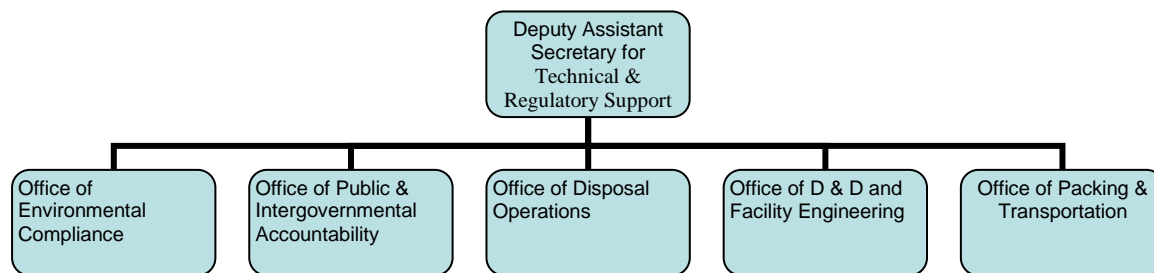 Deputy Assistant
Secretary for
Technical &
Regulatory Support
Office of
Environmental
Compliance
Office of Public &
Intergovernmental
Accountability
Office of Disposal
Operations
Office of D & D and
Facility Engineering
Office of Packing &
Transportation